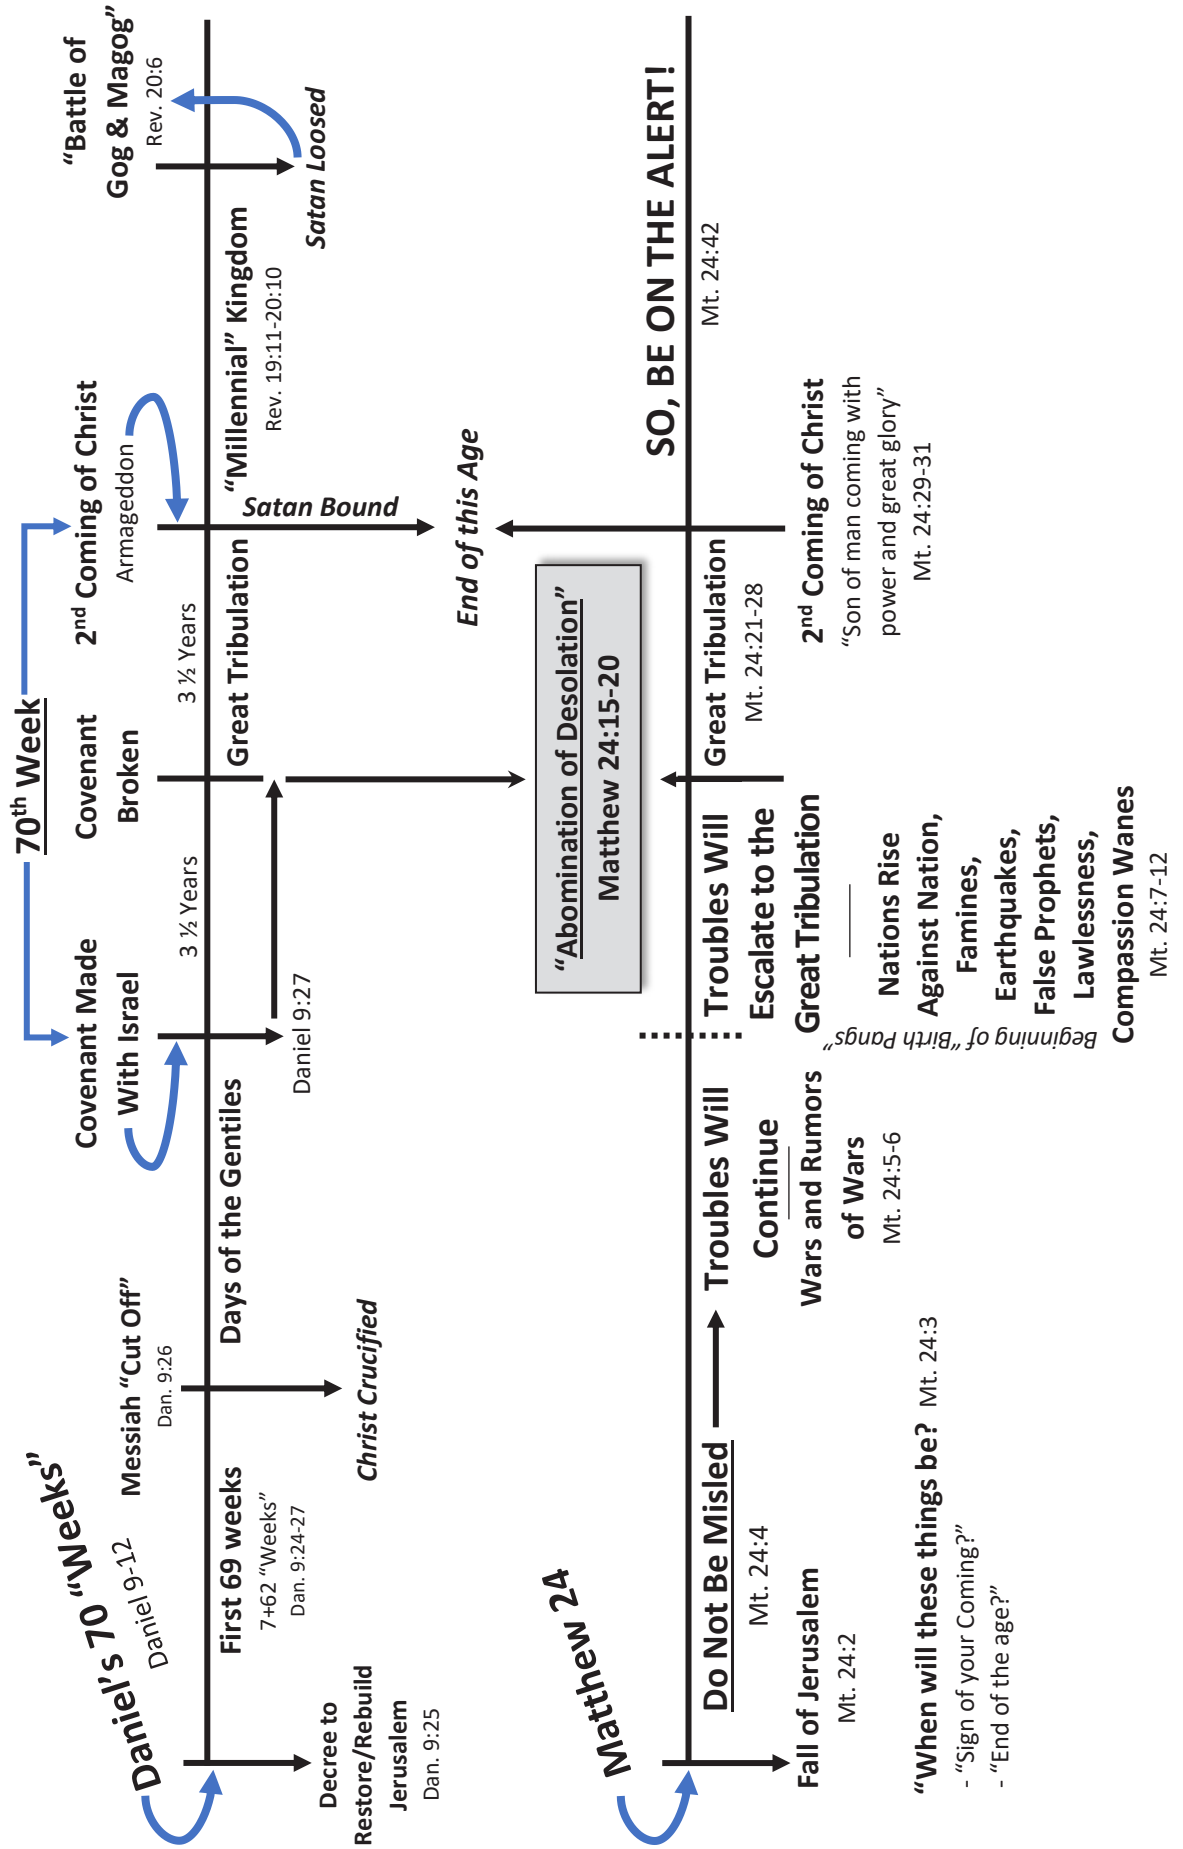 Daniel's 70 “Weeks”
Daniel 9-12
Decree to
Restore/Rebuild
Jerusalem
Dan. 9:25
First 69 weeks
7+62 “Weeks”
Dan. 9:24-27
Messiah “Cut Off”
Dan. 9:26
Christ Crucified
Days of the Gentiles
70th Week
Covenant Made
With Israel
Daniel 9:27
3 ½ Years
Covenant
Broken
3 ½ Years
Great Tribulation
2nd Coming of Christ
Armageddon
Satan Bound
End of this Age
“Millennial” Kingdom
Rev. 19:11-20:10
“Battle of
Gog & Magog”
Rev. 20:6
Satan Loosed
“Abomination of Desolation”
Matthew 24:15-20
Matthew 24
Fall of Jerusalem
Mt. 24:2
Do Not Be Misled
Mt. 24:4
“When will these things be? Mt. 24:3
- “Sign of your Coming?”
- “End of the age?”
Troubles Will
Continue
Wars and Rumors
of Wars
Mt. 24:5-6
Beginning of “Birth Pangs”
Troubles Will
Escalate to the
Great Tribulation
Nations Rise
Against Nation,
Famines,
Earthquakes,
False Prophets,
Lawlessness,
Compassion Wanes
Mt. 24:7-12
Great Tribulation
Mt. 24:21-28
2nd Coming of Christ
“Son of man coming with
power and great glory”
Mt. 24:29-31
SO, BE ON THE ALERT!
Mt. 24:42